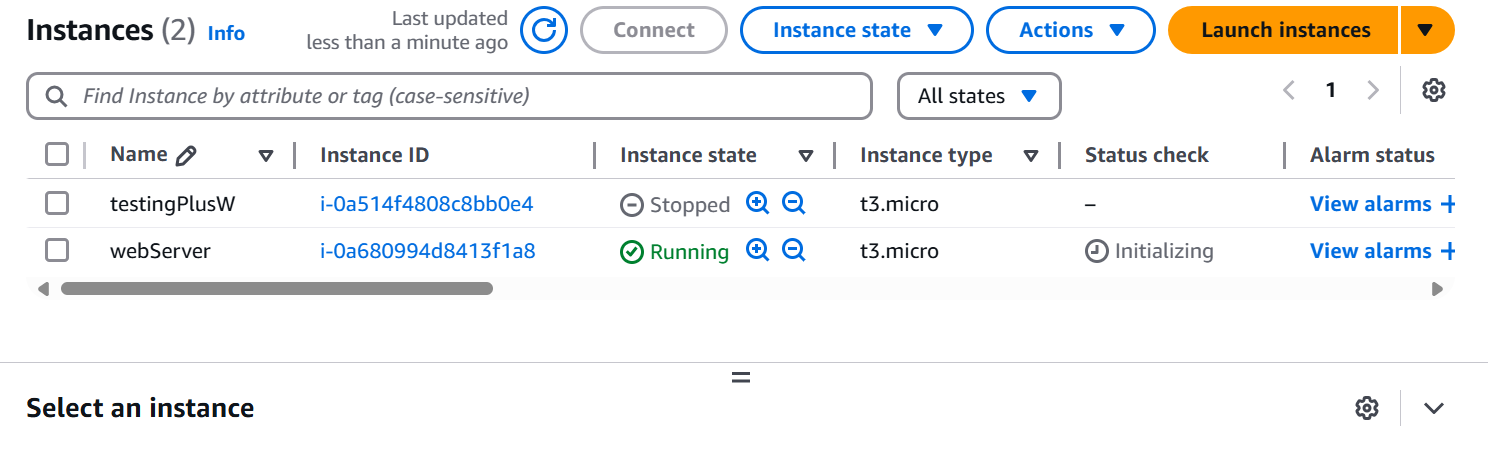 Instances (2) Info
Last updated
less than a minute ago
Connect
Instance state
Actions
Launch instances
Find Instance by attribute or tag (case-sensitive)
All states
1
Name Instance ID Instance state Instance type Status check Alarm status
testingPlusW i-0a514f4808c8bb0e4 Stopped t3.micro – View alarms +
webServer i-0a680994d8413f1a8 Running t3.micro Initializing View alarms +
Select an instance